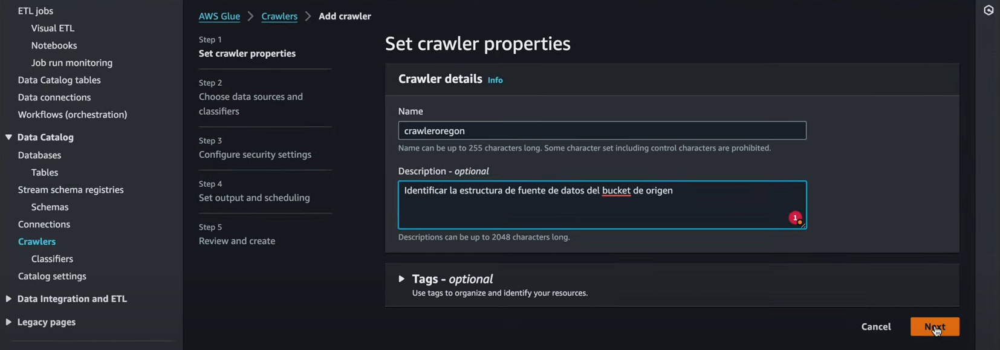 ETL jobs
Visual ETL
Notebooks
Job run monitoring
Data Catalog tables
Data connections
Workflows (orchestration)
Data Catalog
Databases
Tables
Stream schema registries
Schemas
Connections
Crawlers
Classifiers
Catalog settings
Data Integration and ETL
Legacy pages
AWS Glue > Crawlers > Add crawler
Step 1
Set crawler properties
Step 2
Choose data sources and
classifiers
Step 3
Configure security settings
Step 4
Set output and scheduling
Step 5
Review and create
Set crawler properties
Crawler details Info
Name
crawleroregon
Name can be up to 255 characters long. Some character set including control characters are prohibited.
Description - optional
Identificar la estructura de fuente de datos del bucket de origen
1
Descriptions can be up to 2048 characters long.
Tags - optional
Use tags to organize and identify your resources.
Cancel
Next